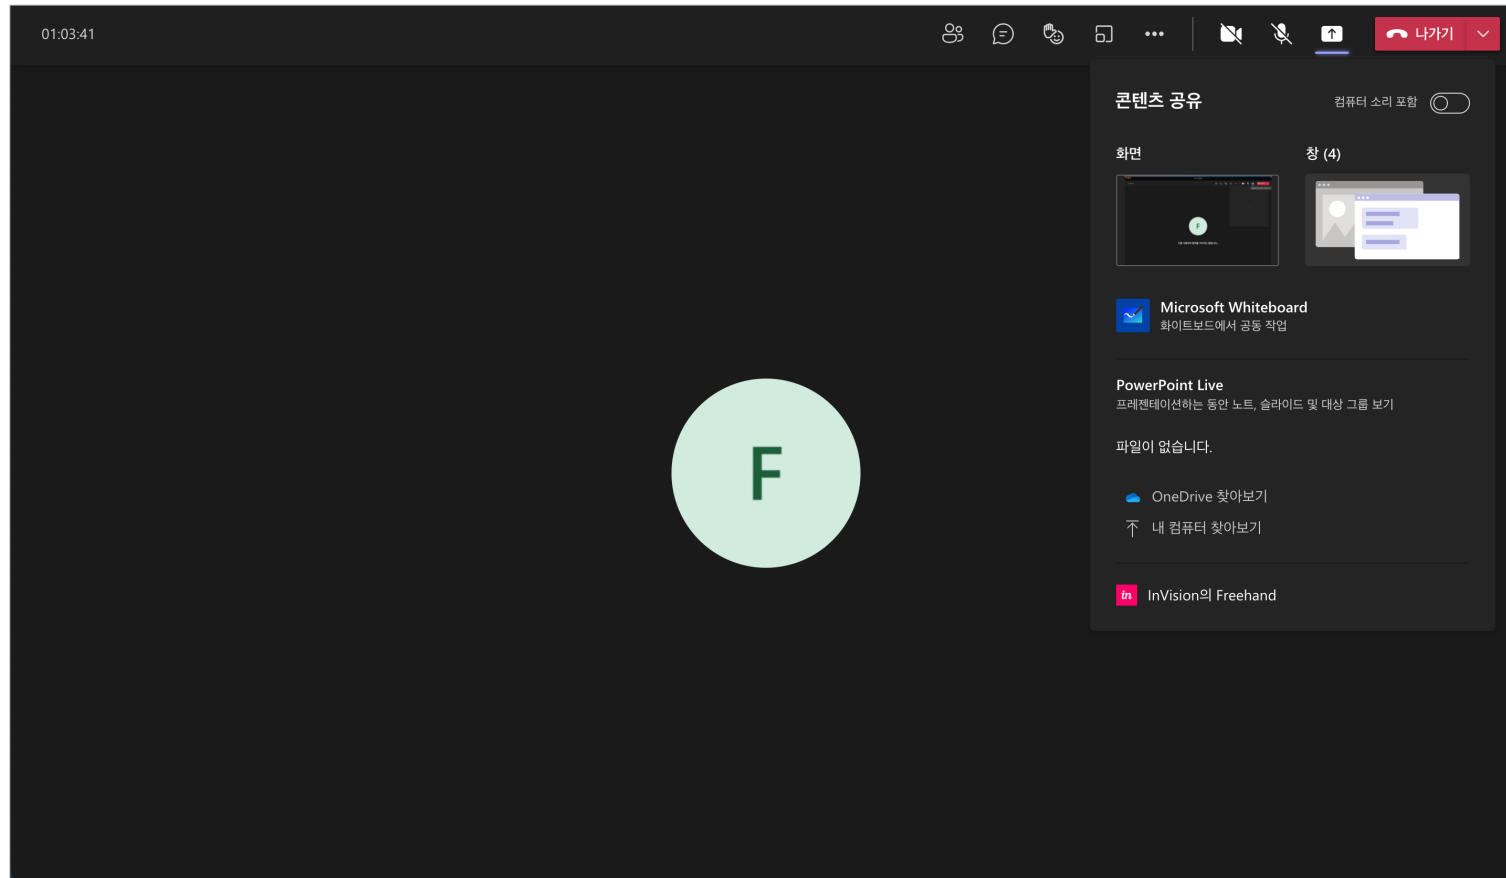 01:03:41
나가기
콘텐츠 공유
컴퓨터 소리 포함
화면
창 (4)
F
Microsoft Whiteboard
화이트보드에서 공동 작업
PowerPoint Live
프레젠테이션하는 동안 노트, 슬라이드 및 대상 그룹 보기
파일이 없습니다.
F
OneDrive 찾아보기
내 컴퓨터 찾아보기
in
InVision의 Freehand